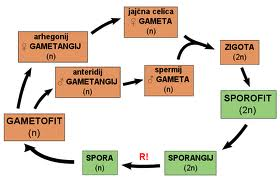 jajčna celica
♀ GAMETA
(n)
arhegonij
♀ GAMETANGIJ
(n)
anteridij
♂ GAMETANGIJ
(n)
spermij
♂ GAMETA
(n)
ZIGOTA
(2n)
SPOROFIT
(2n)
GAMETOFIT
(n)
SPORA
(n)
R!
SPORANGIJ
(2n)